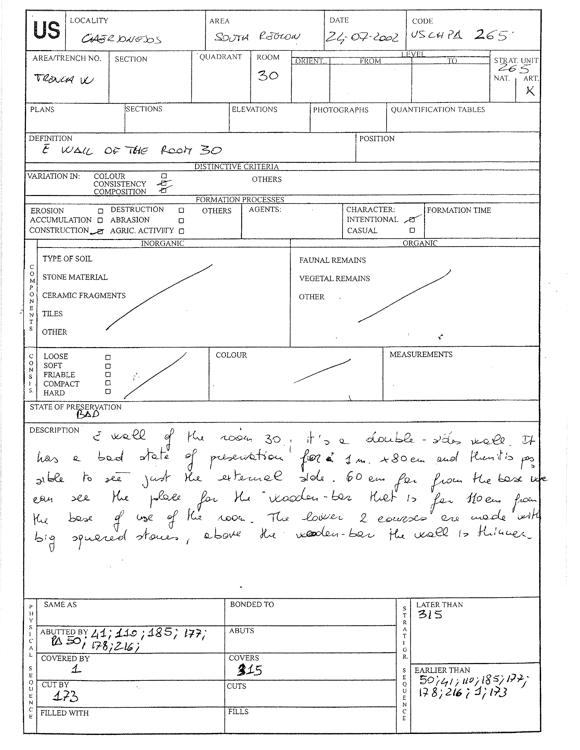 US
LOCALITY
CHERSONESOS
AREA
SOUTH REGION
DATE
24-07-2002
CODE
US CH PA 265
AREA/TRENCH NO.
TRENCH W
SECTION
QUADRANT
ROOM
30
LEVEL
ORIENT. FROM TO
STRAT. UNIT
265
NAT. ART.
X
PLANS
SECTIONS
ELEVATIONS
PHOTOGRAPHS
QUANTIFICATION TABLES
DEFINITION
E WALL OF THE ROOM 30
POSITION
DISTINCTIVE CRITERIA
VARIATION IN: COLOUR
CONSISTENCY
COMPOSITION
OTHERS
FORMATION PROCESSES
EROSION DESTRUCTION OTHERS
ACCUMULATION ABRASION
CONSTRUCTION AGRIC. ACTIVITY
AGENTS:
CHARACTER:
INTENTIONAL
CASUAL
FORMATION TIME
COMPONENTS
INORGANIC
TYPE OF SOIL
STONE MATERIAL
CERAMIC FRAGMENTS
TILES
OTHER
ORGANIC
FAUNAL REMAINS
VEGETAL REMAINS
OTHER
CONSIS
LOOSE
SOFT
FRIABLE
COMPACT
HARD
COLOUR
MEASUREMENTS
STATE OF PRESERVATION
BAD
DESCRIPTION
E wall of the room 30; it's a double-sides wall. It
has a bad state of preservation for 1 m. x 80 cm and then it is pos
sible to see just the external side. 60 cm far from the base we
can see the place for the wooden-bar that is far 110 cm from
the base of use of the room. The lower 2 courses are made with
big squared stones, above the wooden-bar the wall is thinner.
PHYSICAL SEQUENCE
SAME AS
BONDED TO
ABUTTED BY 41; 110; 185; 177;
50; 178; 216;
ABUTS
COVERED BY
1
COVERS
315
CUT BY
173
CUTS
FILLED WITH
FILLS
STRATIGR. SEQUENCE
LATER THAN
315
EARLIER THAN
50; 41; 110; 185; 177;
178; 216; 1; 173